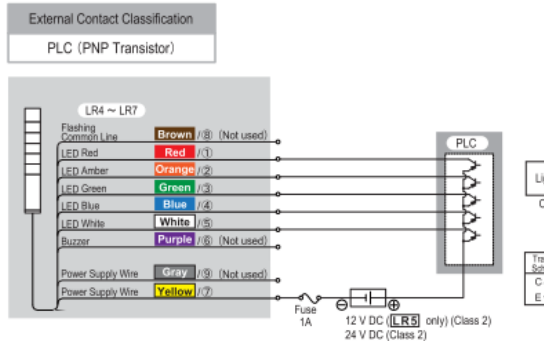 External Contact Classification
PLC (PNP Transistor)
LR4 ~ LR7
Flashing
Common Line Brown /⑧ (Not used)
LED Red Red /①
LED Amber Orange /②
LED Green Green /③
LED Blue Blue /④
LED White White /⑤
Buzzer Purple /⑥ (Not used)
Power Supply Wire Gray /⑨ (Not used)
Power Supply Wire Yellow /⑦
PLC
Fuse
1A
⊖ ⊕
12 V DC (LR5 only) (Class 2)
24 V DC (Class 2)
Li
C
Tra
Sch
C
E